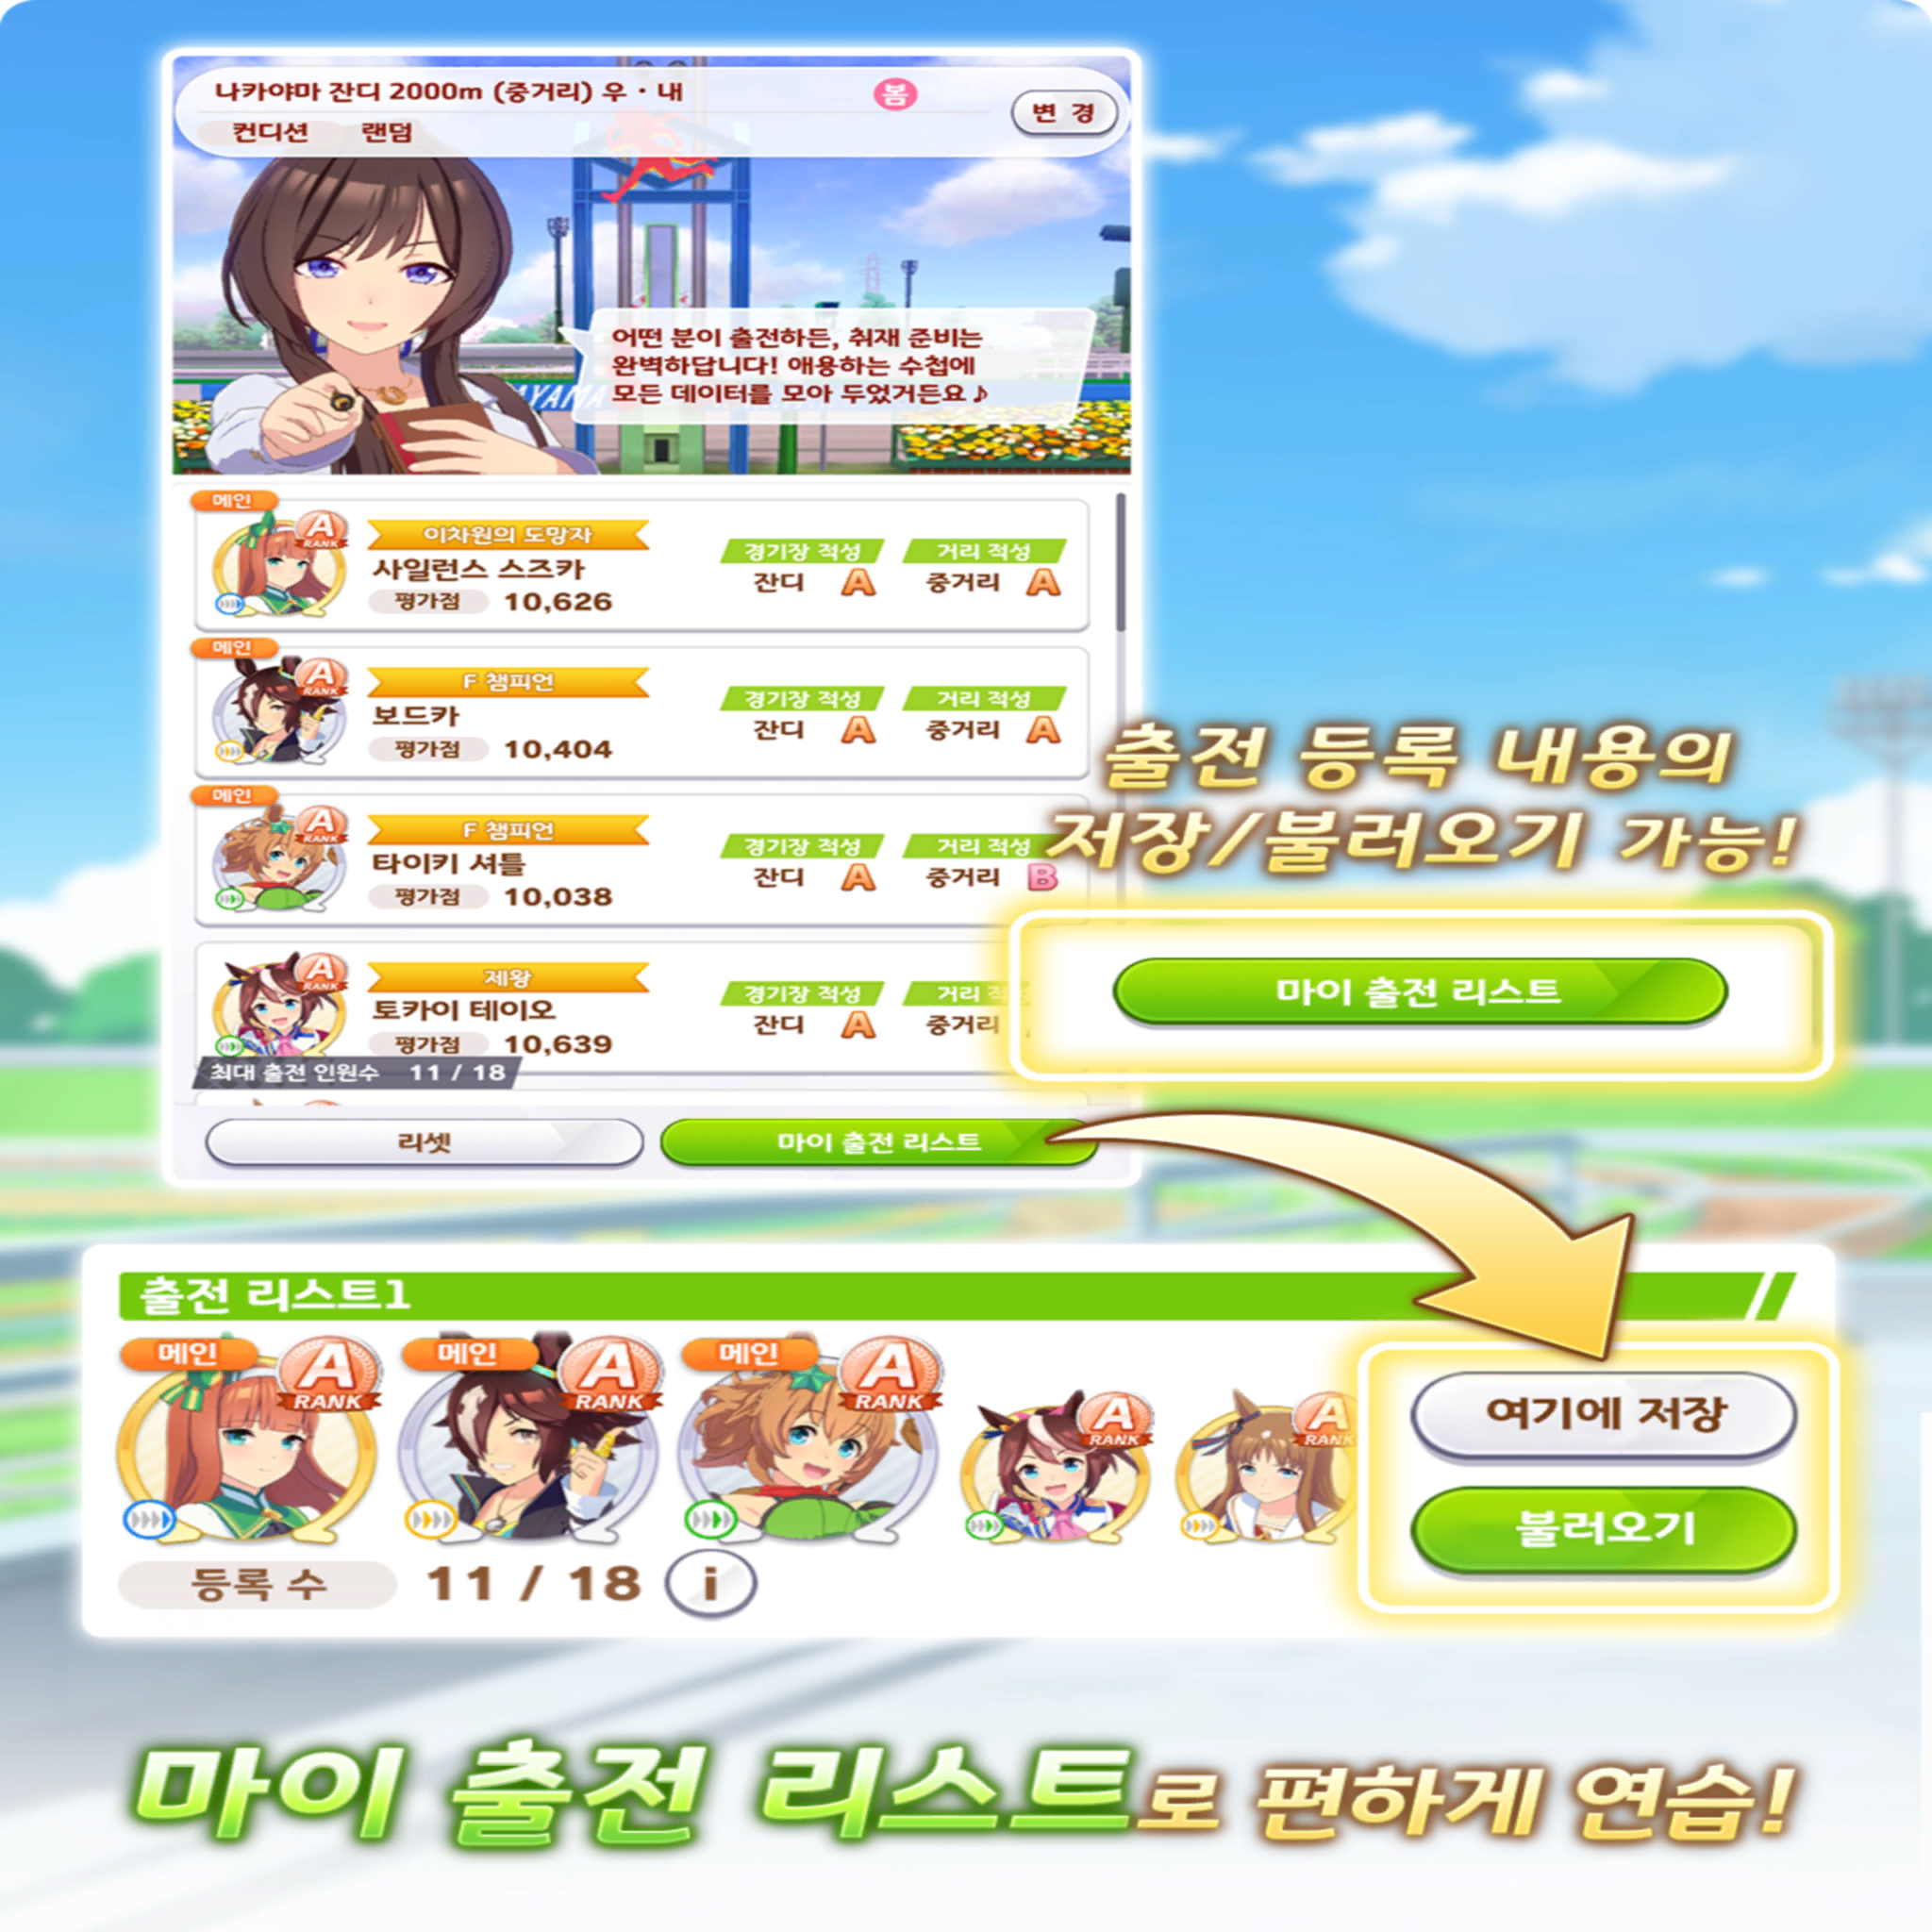 나카야마 잔디 2000m (중거리) 우 · 내
봄
변 경
컨디션 랜덤
어떤 분이 출전하든, 취재 준비는
완벽하답니다! 애용하는 수첩에
모든 데이터를 모아 두었거든요♪
메인
A RANK
이차원의 도망자
사일런스 스즈카
평가점 10,626
경기장 적성 거리 적성
잔디 A 중거리 A
메인
A RANK
F 챔피언
보드카
평가점 10,404
경기장 적성 거리 적성
잔디 A 중거리 A
메인
A RANK
F 챔피언
타이키 셔틀
평가점 10,038
경기장 적성 거리 적성
잔디 A 중거리 B
A RANK
제왕
토카이 테이오
평가점 10,639
경기장 적성 거리
잔디 A 중거리
최대 출전 인원수 11 / 18
리셋
마이 출전 리스트
출전 등록 내용의
저장/불러오기 가능!
마이 출전 리스트
출전 리스트1
메인 A RANK
메인 A RANK
메인 A RANK
A RANK
A RANK
여기에 저장
불러오기
등록 수 11 / 18 i
마이 출전 리스트로 편하게 연습!